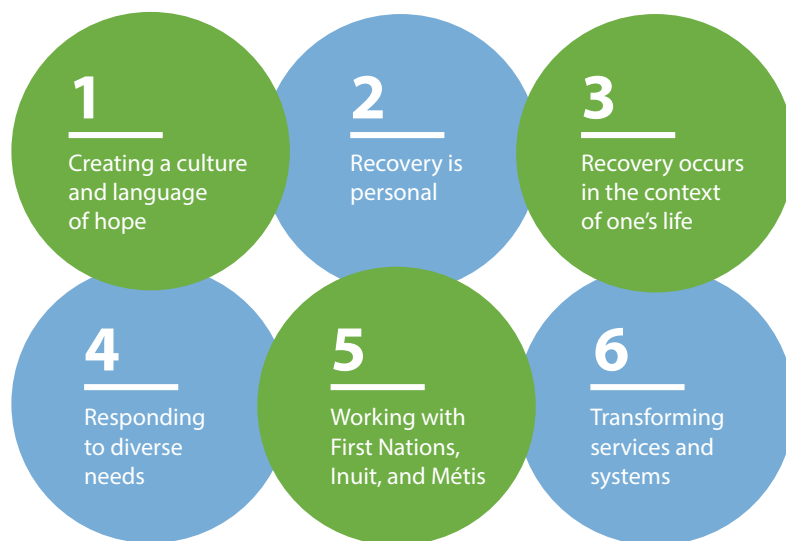 1
Creating a culture
and language
of hope
2
Recovery is
personal
3
Recovery occurs
in the context
of one’s life
4
Responding
to diverse
needs
5
Working with
First Nations,
Inuit, and Métis
6
Transforming
services and
systems